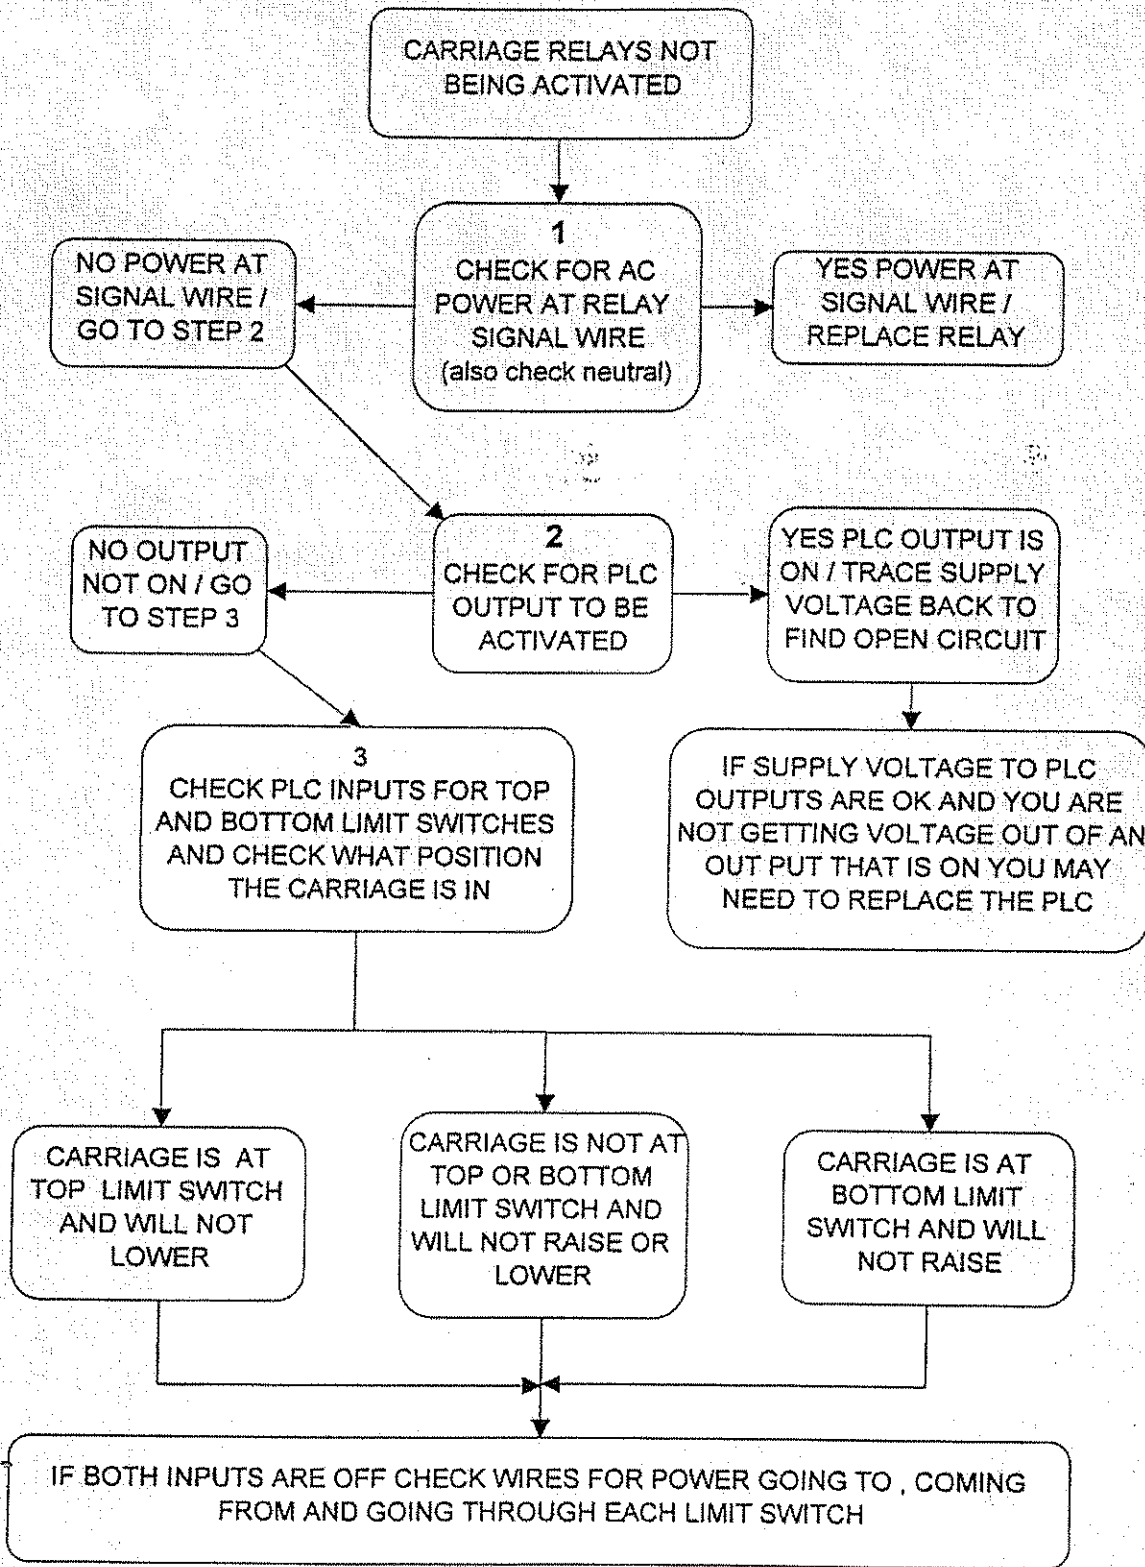 CARRIAGE RELAYS NOT
BEING ACTIVATED
1
CHECK FOR AC
POWER AT RELAY
SIGNAL WIRE
(also check neutral)
NO POWER AT
SIGNAL WIRE /
GO TO STEP 2
YES POWER AT
SIGNAL WIRE /
REPLACE RELAY
2
CHECK FOR PLC
OUTPUT TO BE
ACTIVATED
NO OUTPUT
NOT ON / GO
TO STEP 3
YES PLC OUTPUT IS
ON / TRACE SUPPLY
VOLTAGE BACK TO
FIND OPEN CIRCUIT
3
CHECK PLC INPUTS FOR TOP
AND BOTTOM LIMIT SWITCHES
AND CHECK WHAT POSITION
THE CARRIAGE IS IN
IF SUPPLY VOLTAGE TO PLC
OUTPUTS ARE OK AND YOU ARE
NOT GETTING VOLTAGE OUT OF AN
OUT PUT THAT IS ON YOU MAY
NEED TO REPLACE THE PLC
CARRIAGE IS AT
TOP LIMIT SWITCH
AND WILL NOT
LOWER
CARRIAGE IS NOT AT
TOP OR BOTTOM
LIMIT SWITCH AND
WILL NOT RAISE OR
LOWER
CARRIAGE IS AT
BOTTOM LIMIT
SWITCH AND WILL
NOT RAISE
IF BOTH INPUTS ARE OFF CHECK WIRES FOR POWER GOING TO , COMING
FROM AND GOING THROUGH EACH LIMIT SWITCH